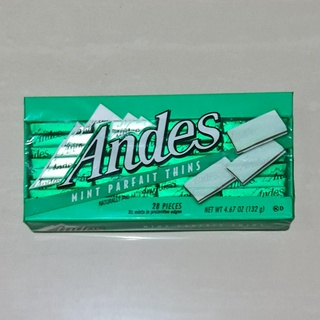 Andes
MINT PARFAIT THINS
28 PIECES
NET WT 4.67 OZ (132 g)